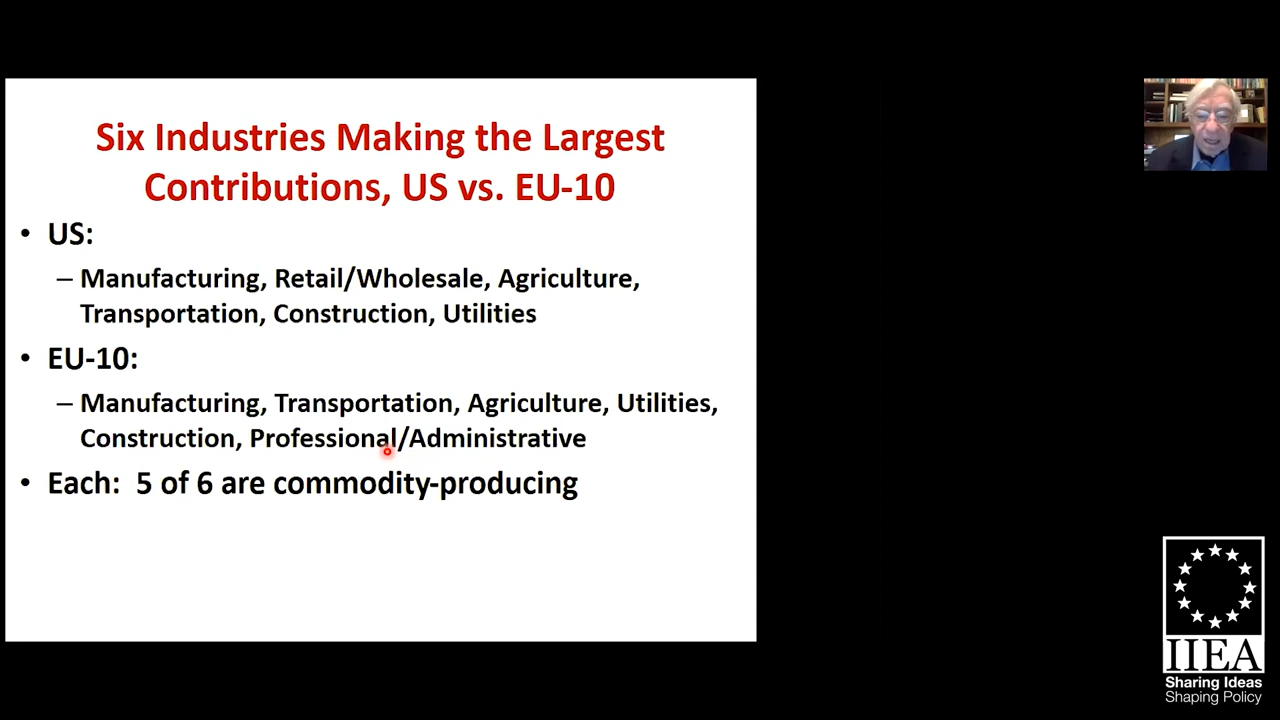 Six Industries Making the Largest
Contributions, US vs. EU-10
• US:
– Manufacturing, Retail/Wholesale, Agriculture,
Transportation, Construction, Utilities
• EU-10:
– Manufacturing, Transportation, Agriculture, Utilities,
Construction, Professional/Administrative
• Each: 5 of 6 are commodity-producing
IIEA
Sharing Ideas
Shaping Policy